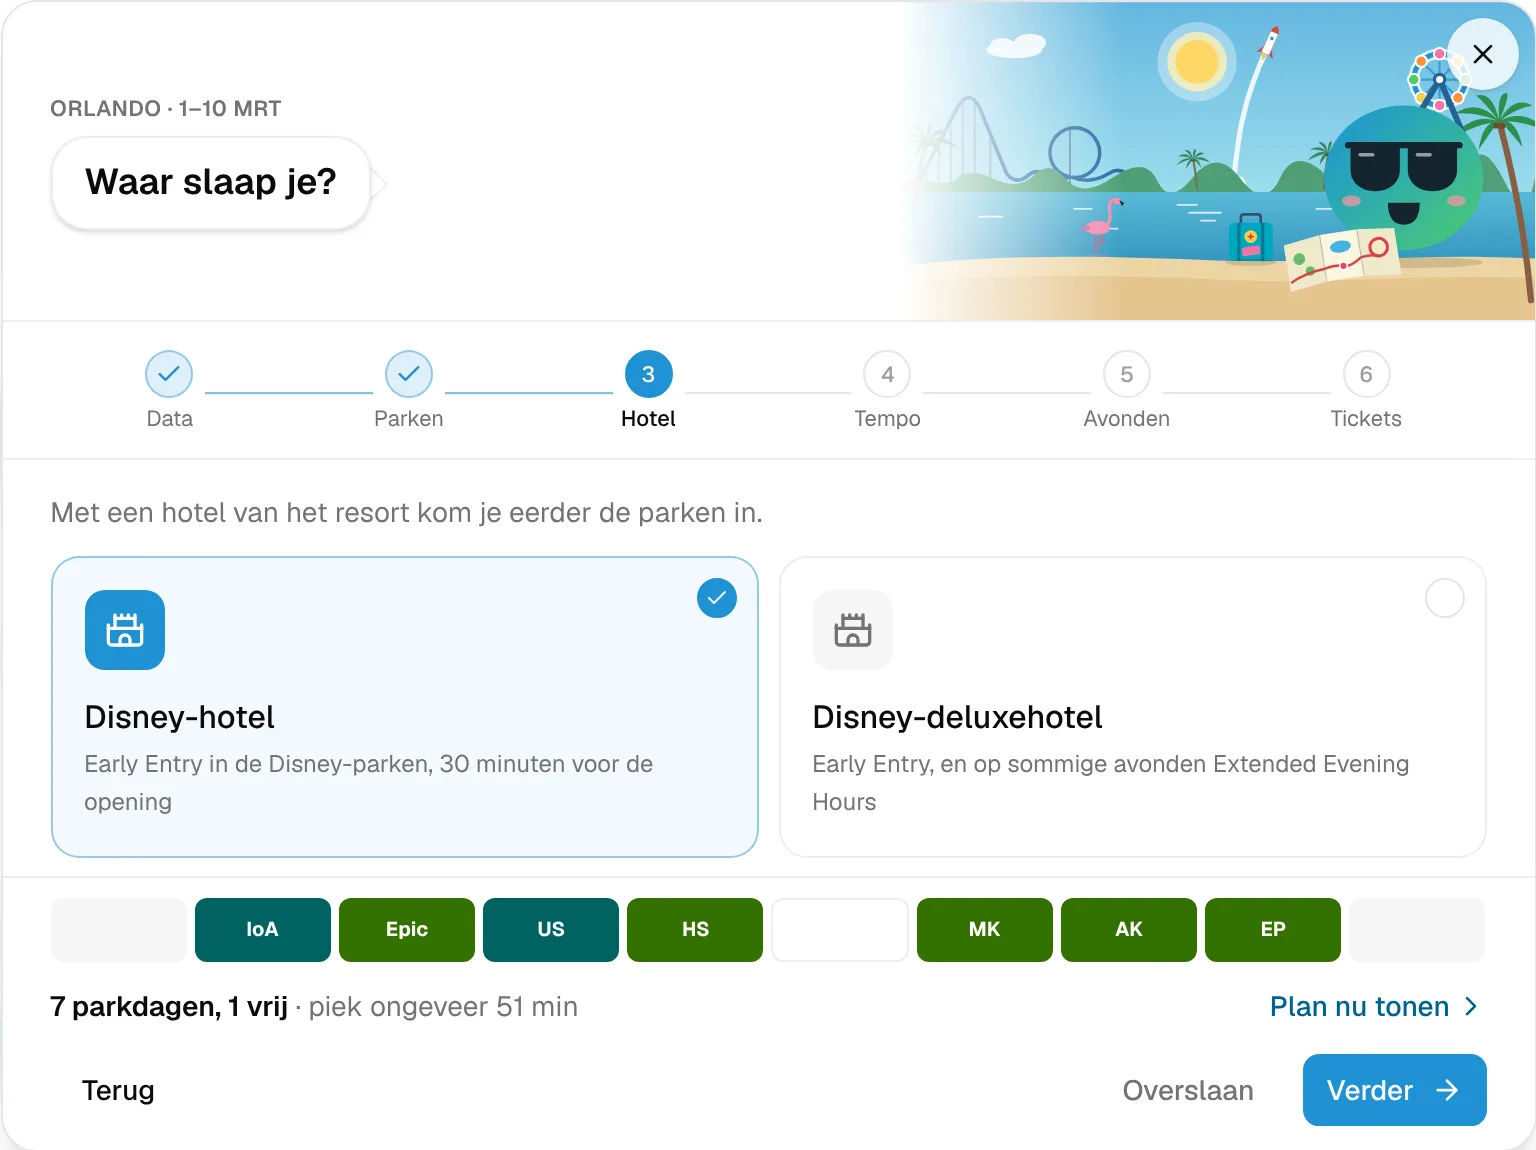 ORLANDO · 1–10 MRT
Waar slaap je?
3
4
5
6
Data
Parken
Hotel
Tempo
Avonden
Tickets
Met een hotel van het resort kom je eerder de parken in.
Disney-hotel
Early Entry in de Disney-parken, 30 minuten voor de
opening
Disney-deluxehotel
Early Entry, en op sommige avonden Extended Evening
Hours
IoA
Epic
US
HS
MK
AK
EP
7 parkdagen, 1 vrij · piek ongeveer 51 min
Plan nu tonen
Terug
Overslaan
Verder